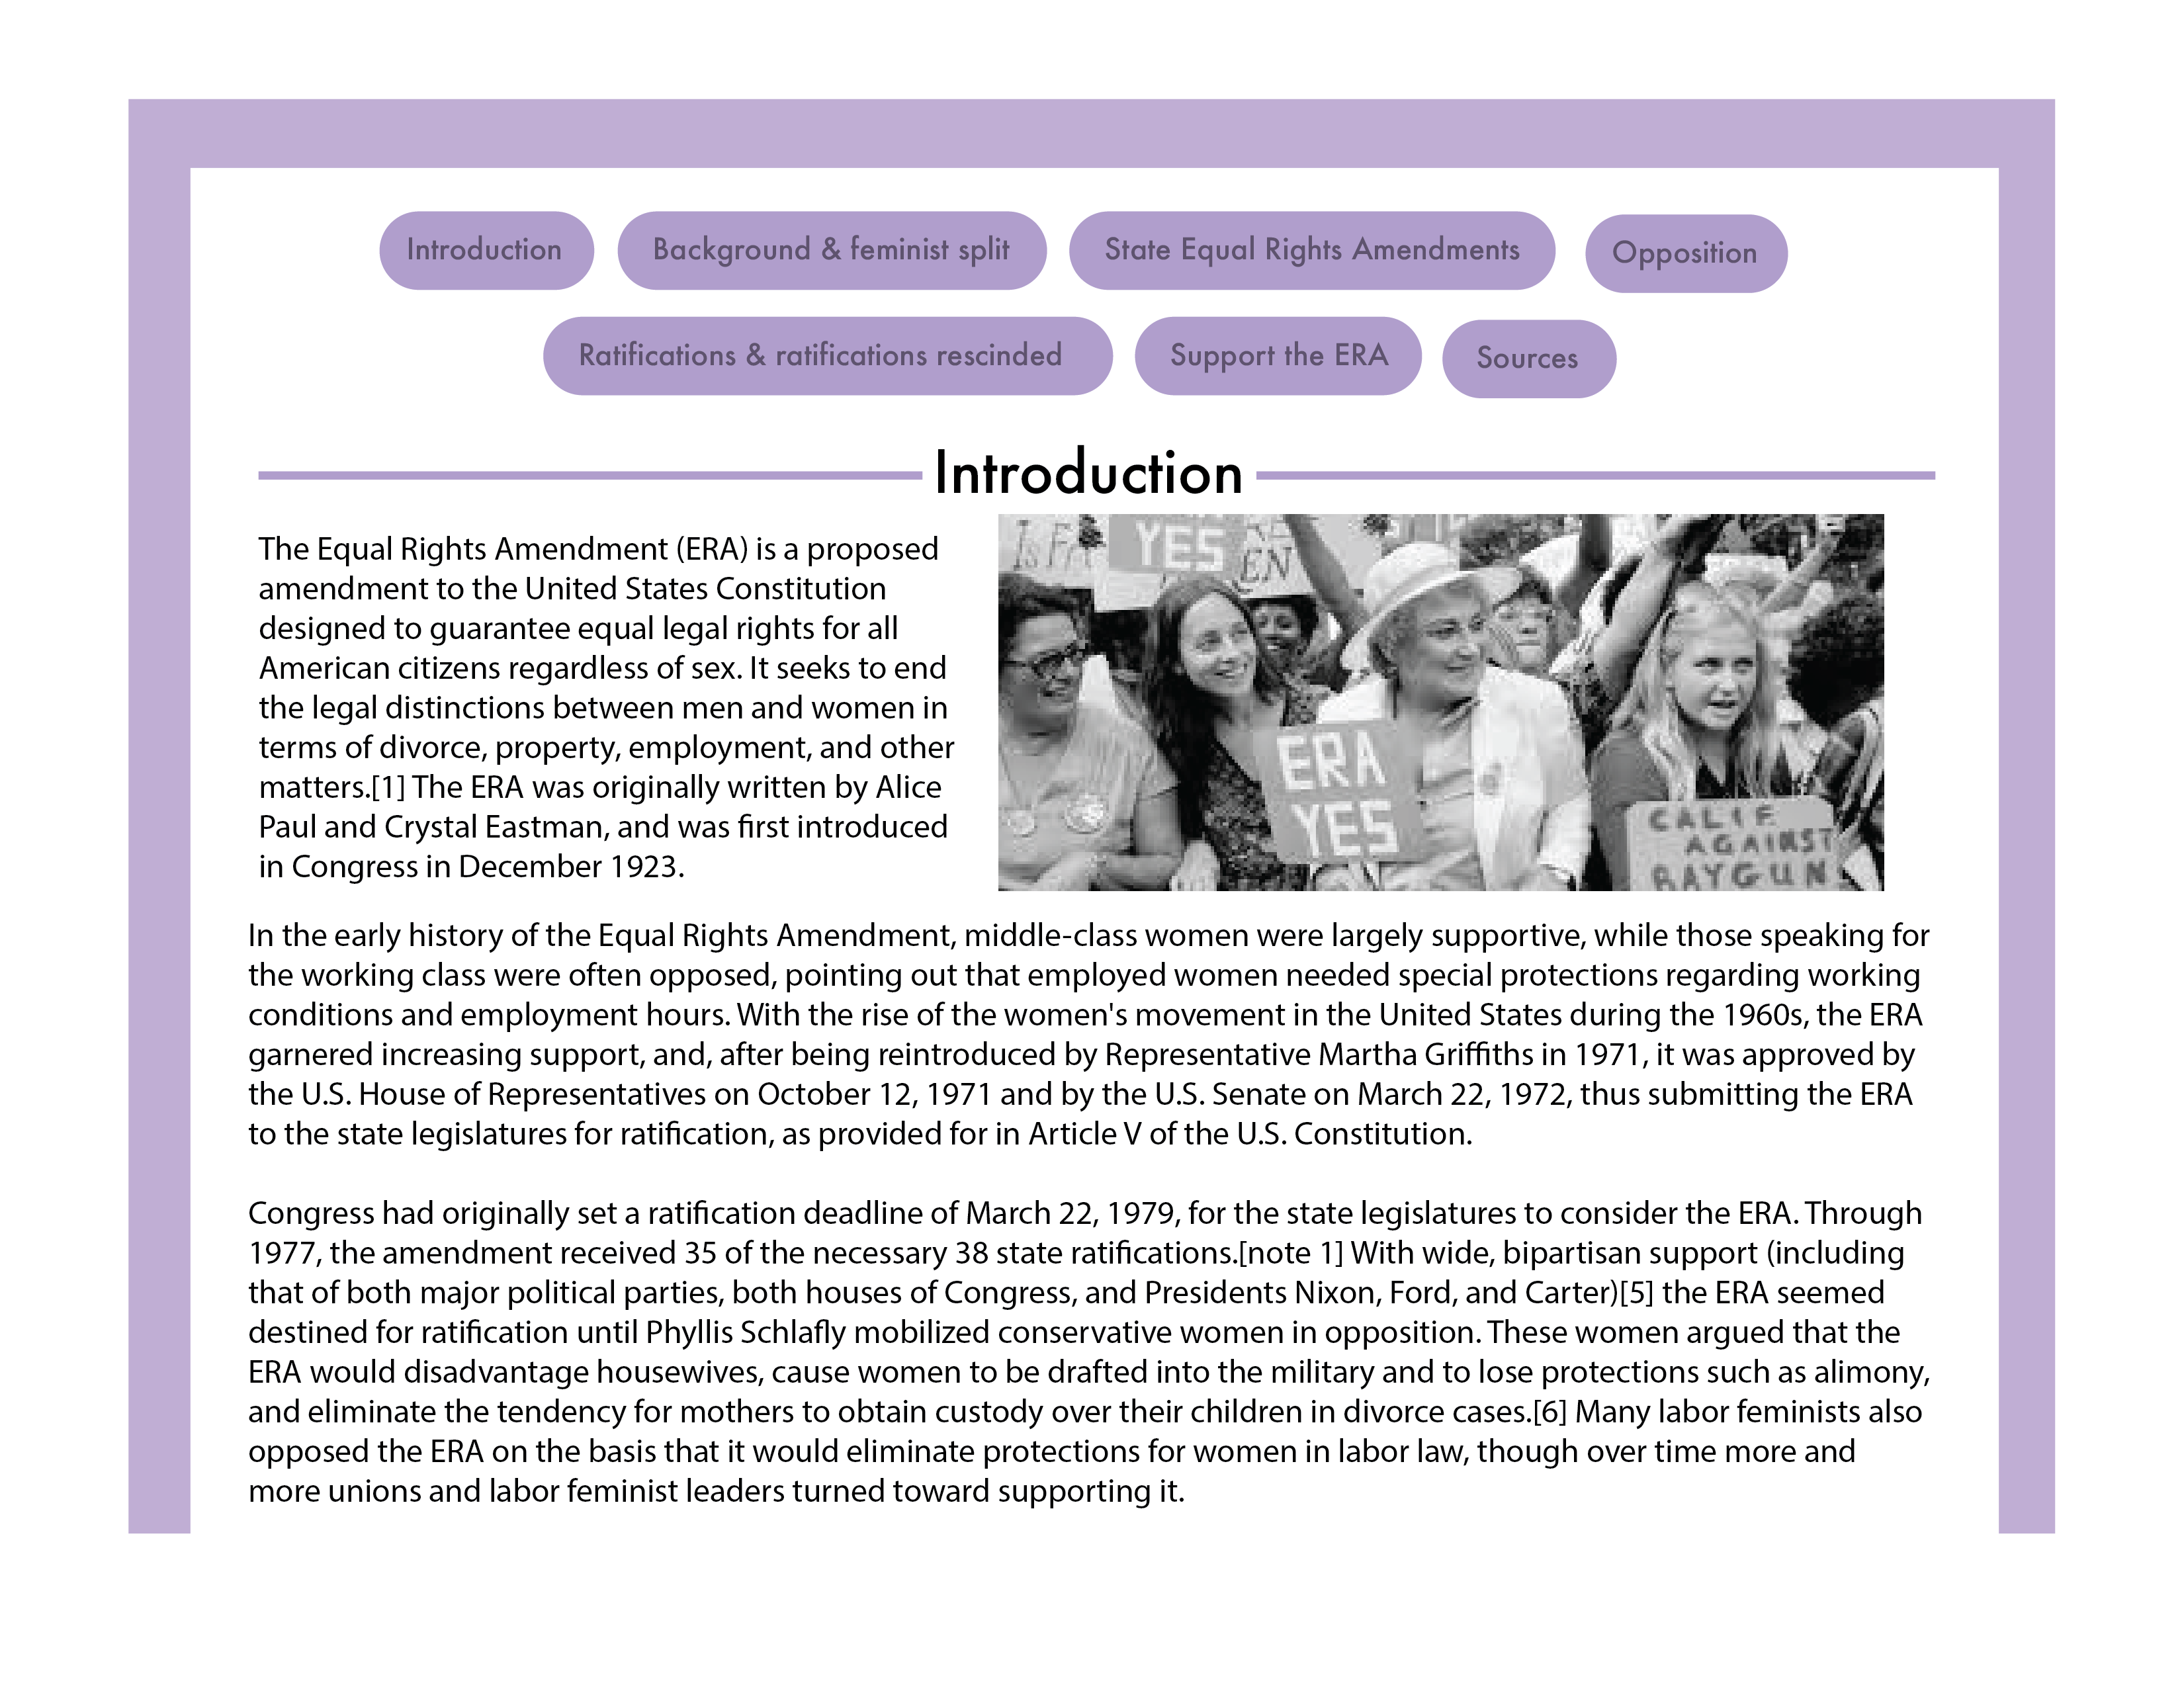 Introduction
Background & feminist split
State Equal Rights Amendments
Opposition
Ratifications & ratifications rescinded
Support the ERA
Sources
Introduction
The Equal Rights Amendment (ERA) is a proposed
amendment to the United States Constitution
designed to guarantee equal legal rights for all
American citizens regardless of sex. It seeks to end
the legal distinctions between men and women in
terms of divorce, property, employment, and other
matters.[1] The ERA was originally written by Alice
Paul and Crystal Eastman, and was first introduced
in Congress in December 1923.
YES
EN
ERA
YES
CALIF
AGAINST
RAYGUN
In the early history of the Equal Rights Amendment, middle-class women were largely supportive, while those speaking for
the working class were often opposed, pointing out that employed women needed special protections regarding working
conditions and employment hours. With the rise of the women's movement in the United States during the 1960s, the ERA
garnered increasing support, and, after being reintroduced by Representative Martha Griffiths in 1971, it was approved by
the U.S. House of Representatives on October 12, 1971 and by the U.S. Senate on March 22, 1972, thus submitting the ERA
to the state legislatures for ratification, as provided for in Article V of the U.S. Constitution.
Congress had originally set a ratification deadline of March 22, 1979, for the state legislatures to consider the ERA. Through
1977, the amendment received 35 of the necessary 38 state ratifications.[note 1] With wide, bipartisan support (including
that of both major political parties, both houses of Congress, and Presidents Nixon, Ford, and Carter)[5] the ERA seemed
destined for ratification until Phyllis Schlafly mobilized conservative women in opposition. These women argued that the
ERA would disadvantage housewives, cause women to be drafted into the military and to lose protections such as alimony,
and eliminate the tendency for mothers to obtain custody over their children in divorce cases.[6] Many labor feminists also
opposed the ERA on the basis that it would eliminate protections for women in labor law, though over time more and
more unions and labor feminist leaders turned toward supporting it.